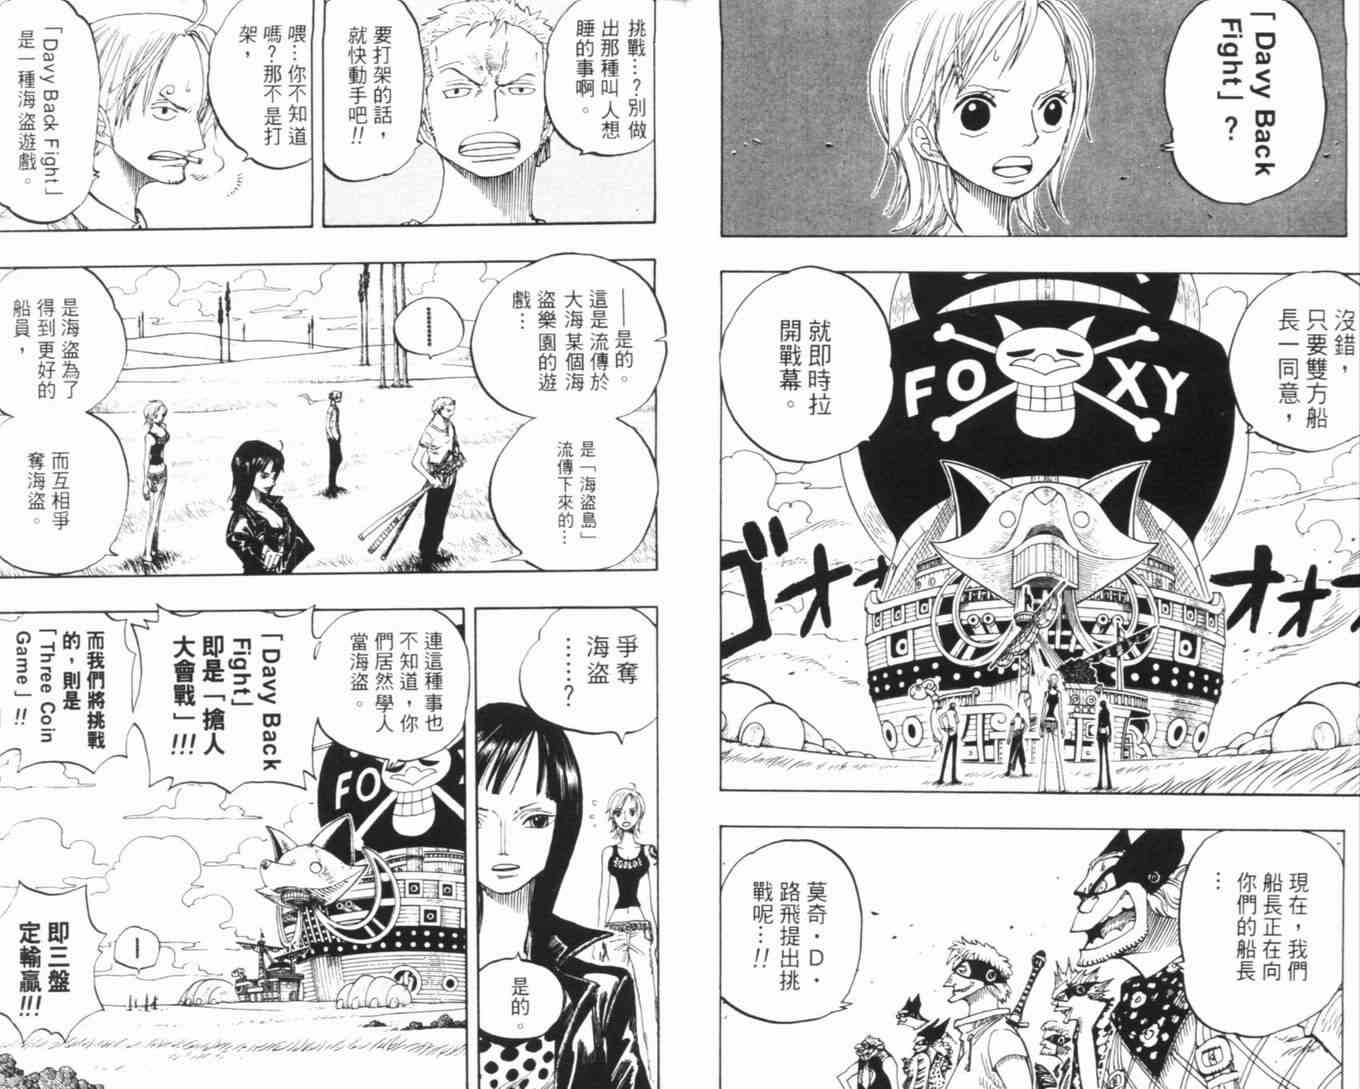 「Davy Back
Fight」?
沒錯，
只要雙方船
長一同意，
就即時拉
開戰幕。
FOXY
ゴオオ
オオオ
現在，我們
船長正在向
你們的船長
…
莫奇·D·
路飛提出挑
戰呢…!!
挑戰…?別做
出那種叫人想
睡的事啊。
要打架的話，
就快動手吧!!
喂…你不知道
嗎?那不是打
架，
「Davy Back Fight」
是一種海盜遊戲。
——是的。
這是流傳於
大海某個海
盜樂園的遊
戲…
是「海盜島」
流傳下來的…
………
是海盜為了
得到更好的
船員，
而互相爭
奪海盜。
爭奪
海盜
……?
是的。
連這種事也
不知道，你
們居然學人
當海盜。
「Davy Back
Fight」
即是「搶人
大會戰」!!!
FO
而我們將挑戰
的，則是
「Three Coin
Game」!!
即三盤
定輸贏!!!